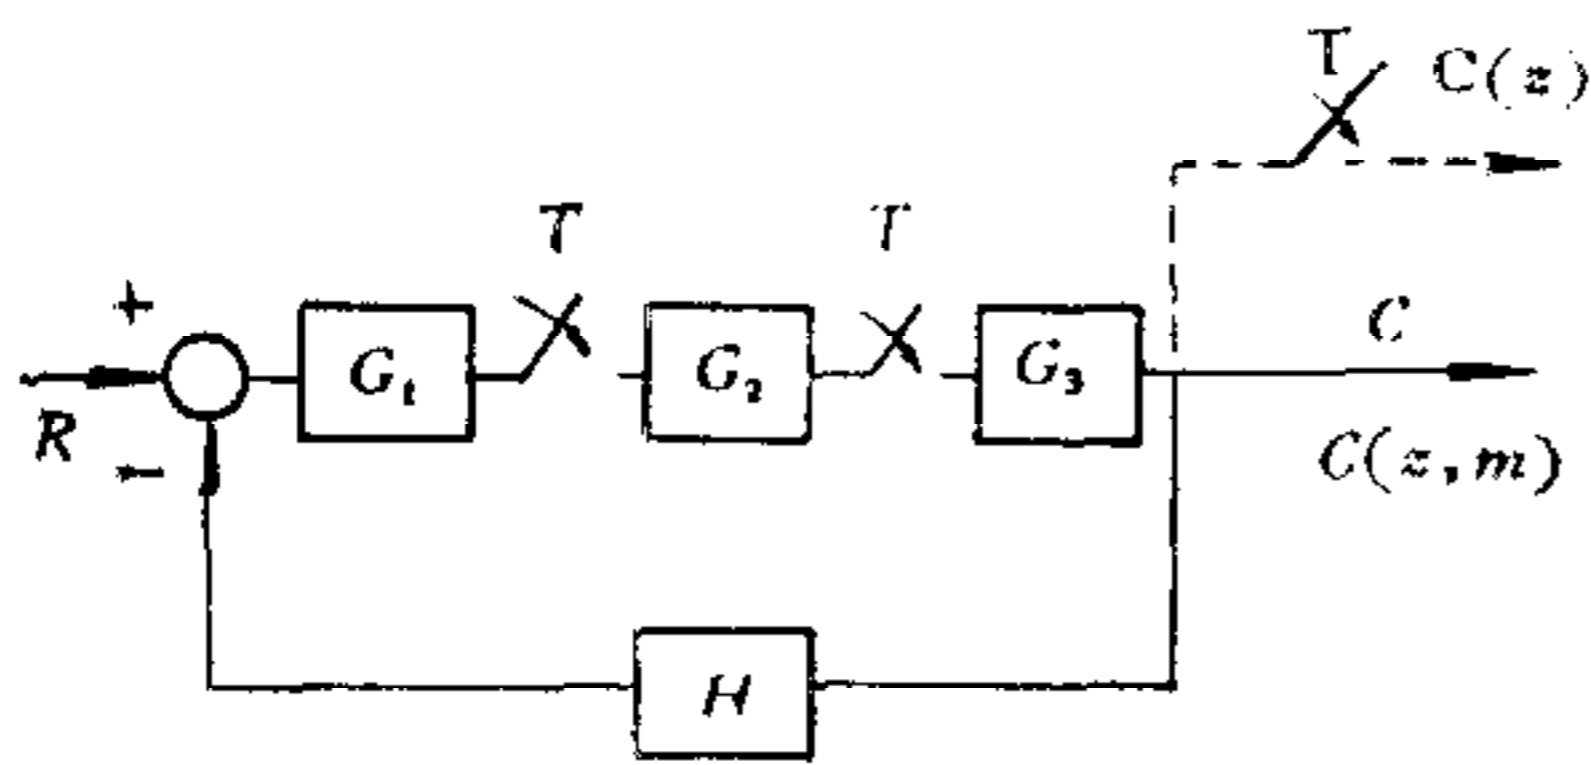 T C(z)
T T
+
G₁ G₂ G₃ C
R − C(z, m)
H